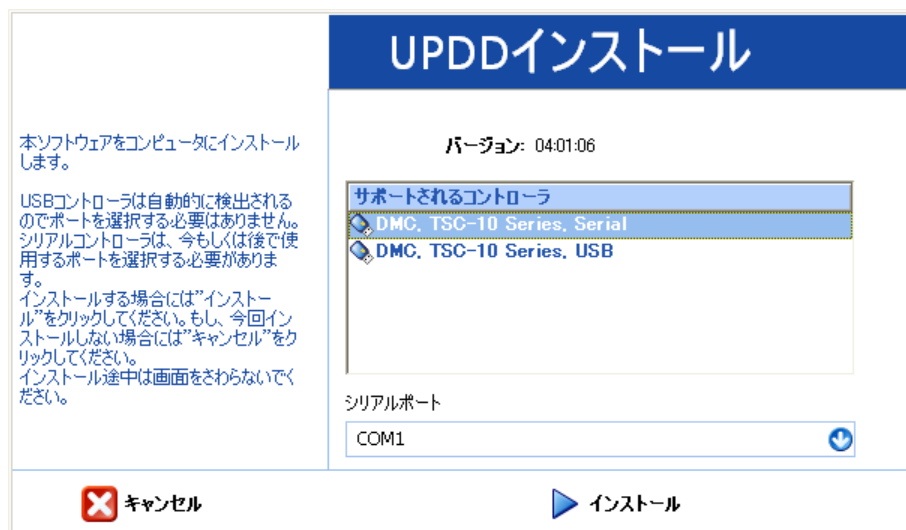 UPDDインストール
本ソフトウェアをコンピュータにインストール
します。
USBコントローラは自動的に検出される
のでポートを選択する必要はありません。
シリアルコントローラは、今もしくは後で使
用するポートを選択する必要がありま
す。
インストールする場合には"インストー
ル"をクリックしてください。もし、今回イン
ストールしない場合には"キャンセル"をク
リックしてください。
インストール途中は画面をさわらないでく
ださい。
バージョン: 04:01:06
サポートされるコントローラ
DMC, TSC-10 Series, Serial
DMC, TSC-10 Series, USB
シリアルポート
COM1
キャンセル
インストール